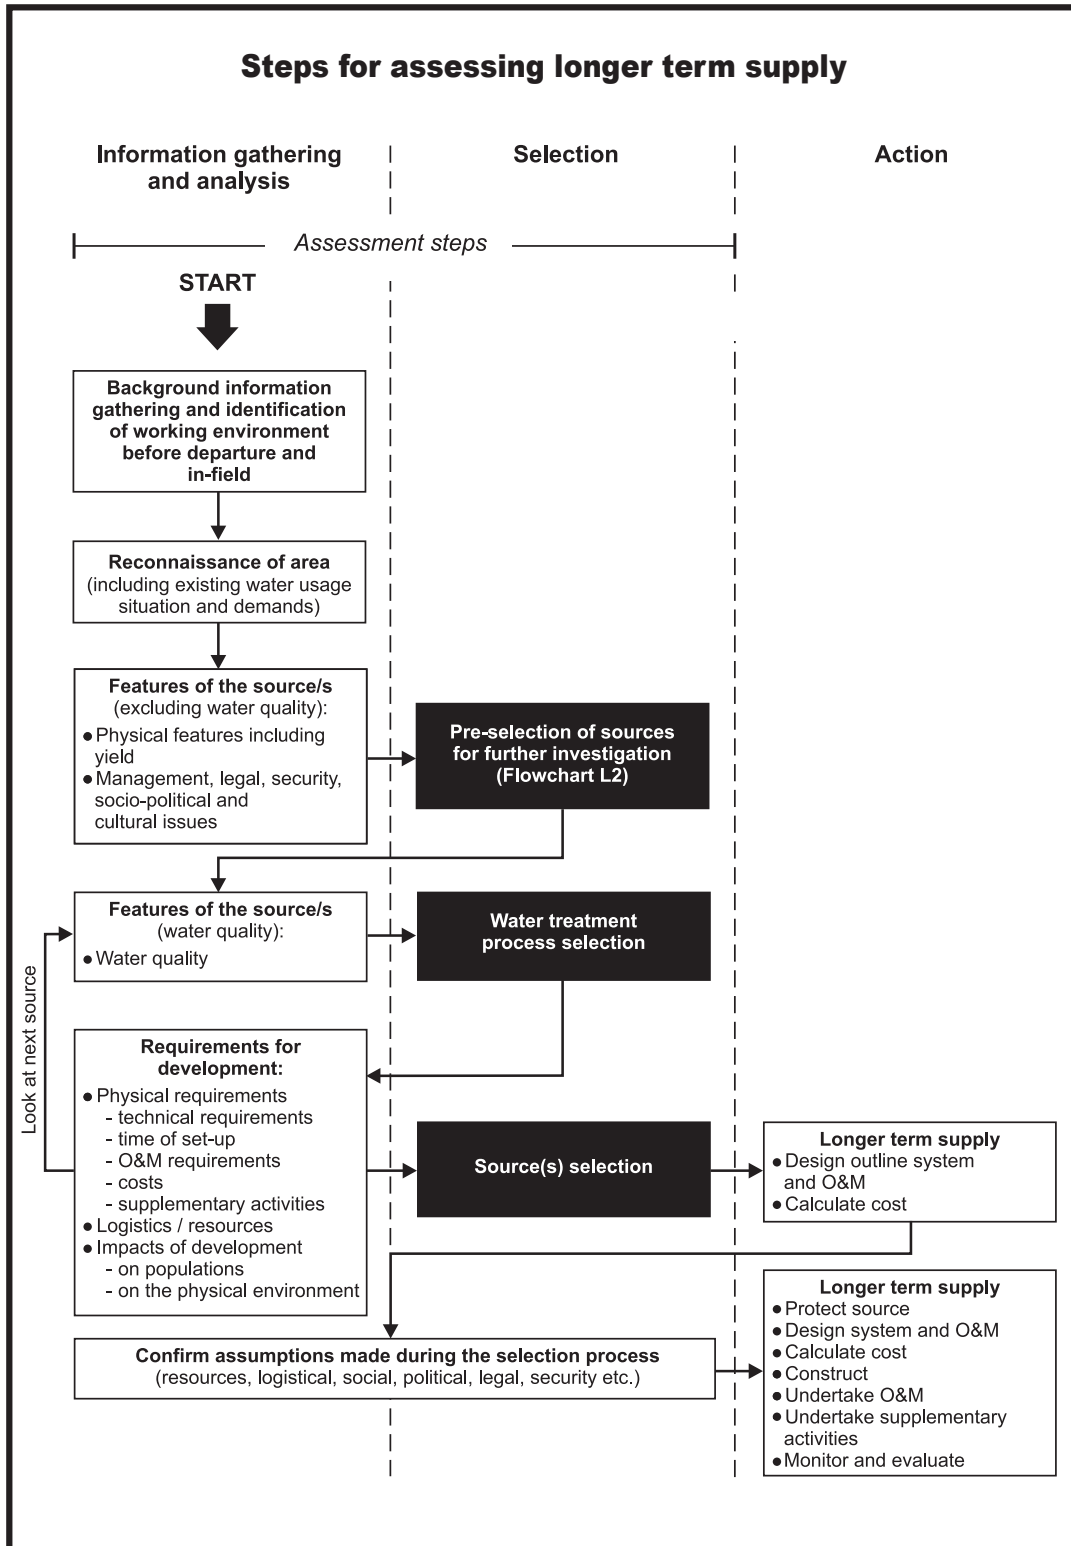 Steps for assessing longer term supply
Information gathering
and analysis
Selection
Action
Assessment steps
START
Background information
gathering and identification
of working environment
before departure and
in-field
Reconnaissance of area
(including existing water usage
situation and demands)
Features of the source/s
(excluding water quality):
● Physical features including
yield
● Management, legal, security,
socio-political and
cultural issues
Pre-selection of sources
for further investigation
(Flowchart L2)
Features of the source/s
(water quality):
● Water quality
Water treatment
process selection
Look at next source
Requirements for
development:
● Physical requirements
- technical requirements
- time of set-up
- O&M requirements
- costs
- supplementary activities
● Logistics / resources
● Impacts of development
- on populations
- on the physical environment
Source(s) selection
Longer term supply
● Design outline system
and O&M
● Calculate cost
Confirm assumptions made during the selection process
(resources, logistical, social, political, legal, security etc.)
Longer term supply
● Protect source
● Design system and O&M
● Calculate cost
● Construct
● Undertake O&M
● Undertake supplementary
activities
● Monitor and evaluate